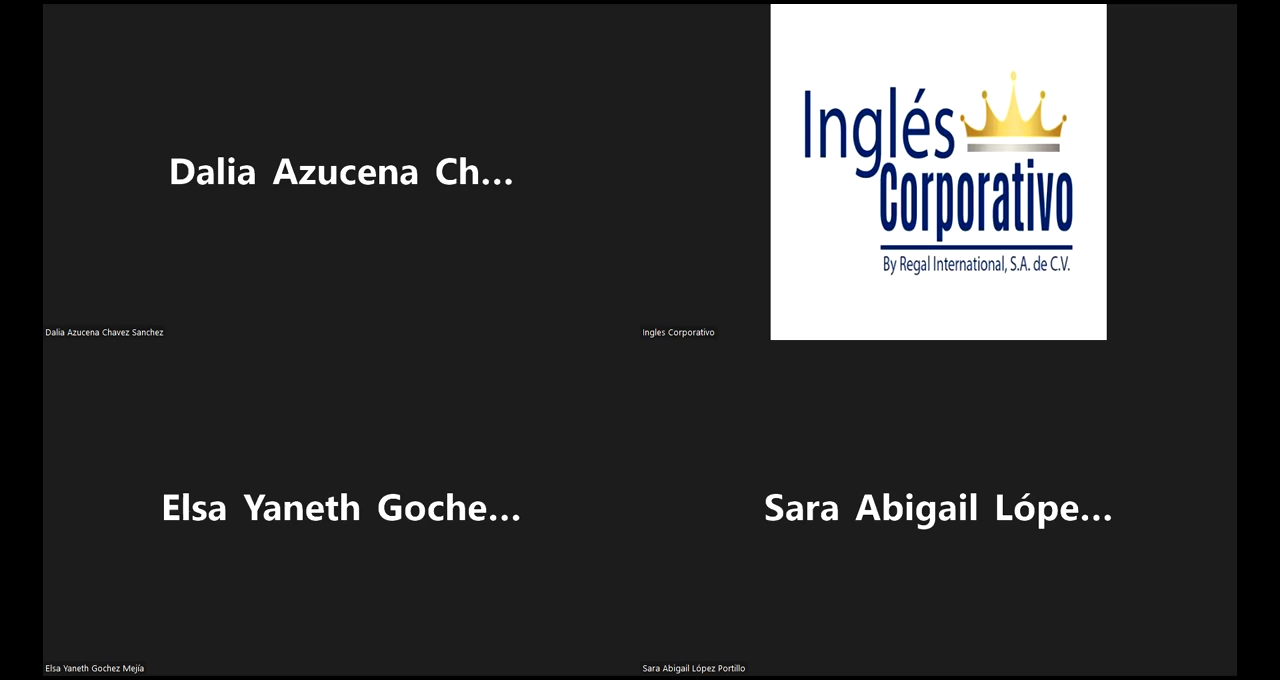 Dalia Azucena Ch...
Dalia Azucena Chavez Sanchez
Inglés
Corporativo
By Regal International, S.A. de C.V.
Ingles Corporativo
Elsa Yaneth Goche...
Elsa Yaneth Gochez Mejía
Sara Abigail Lópe...
Sara Abigail López Portillo